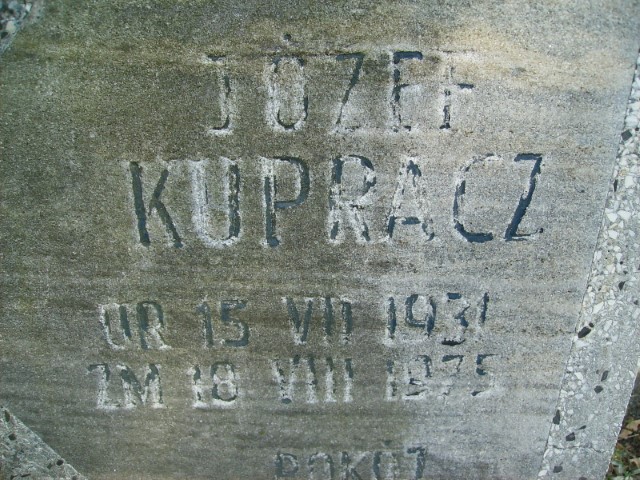 JÓZEF
KUPRACZ
UR 15 VII 1931
ZM 18 VIII 1975
POKÓJ